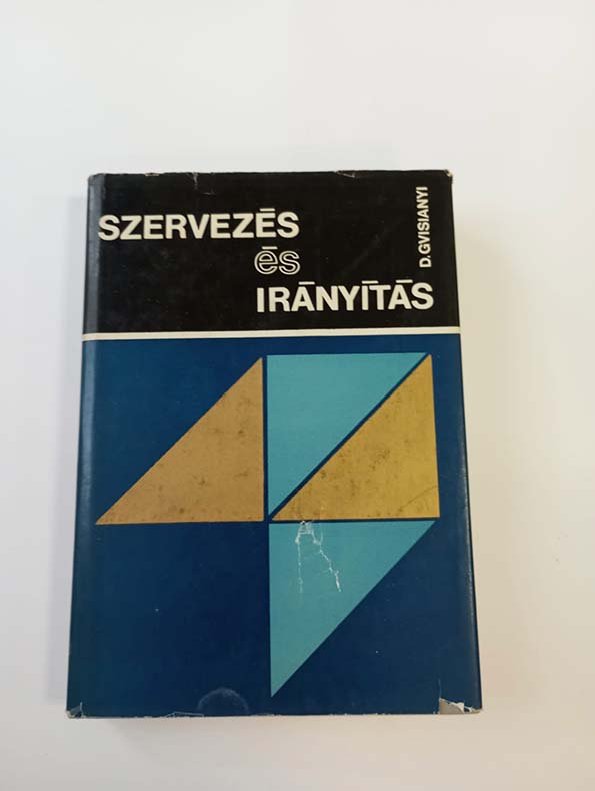 SZERVEZÉS
és
IRÁNYÍTÁS
D. GVISIANYI